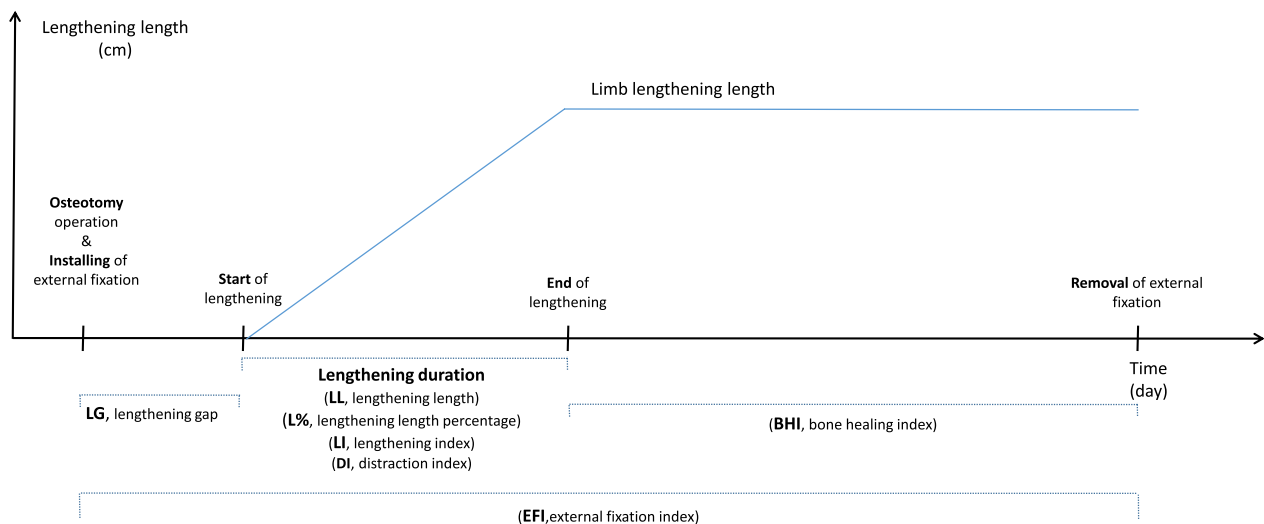 Lengthening length
(cm)
Limb lengthening length
Osteotomy
operation
&
Installing of
external fixation
Start of
lengthening
End of
lengthening
Removal of external
fixation
Time
(day)
LG, lengthening gap
Lengthening duration
(LL, lengthening length)
(L%, lengthening length percentage)
(LI, lengthening index)
(DI, distraction index)
(BHI, bone healing index)
(EFI,external fixation index)